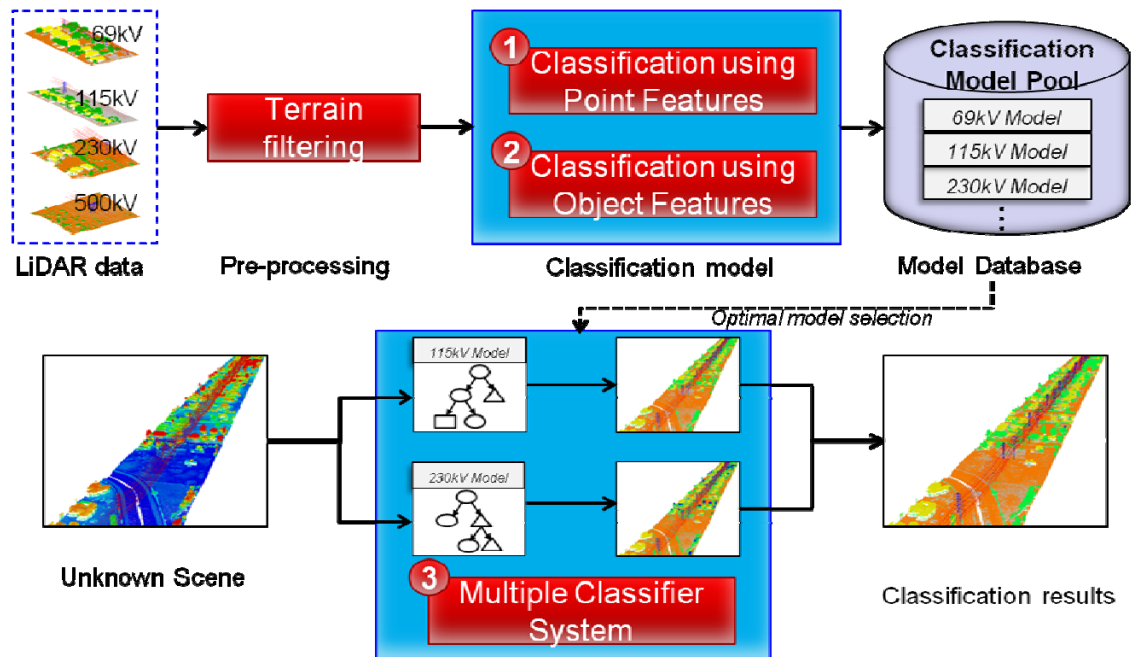 69kV
115kV
230kV
500kV
LiDAR data
Terrain
filtering
Pre-processing
1
Classification using
Point Features
2
Classification using
Object Features
Classification model
Classification
Model Pool
69kV Model
115kV Model
230kV Model
⋮
Model Database
Optimal model selection
Unknown Scene
115kV Model
230kV Model
3
Multiple Classifier
System
Classification results